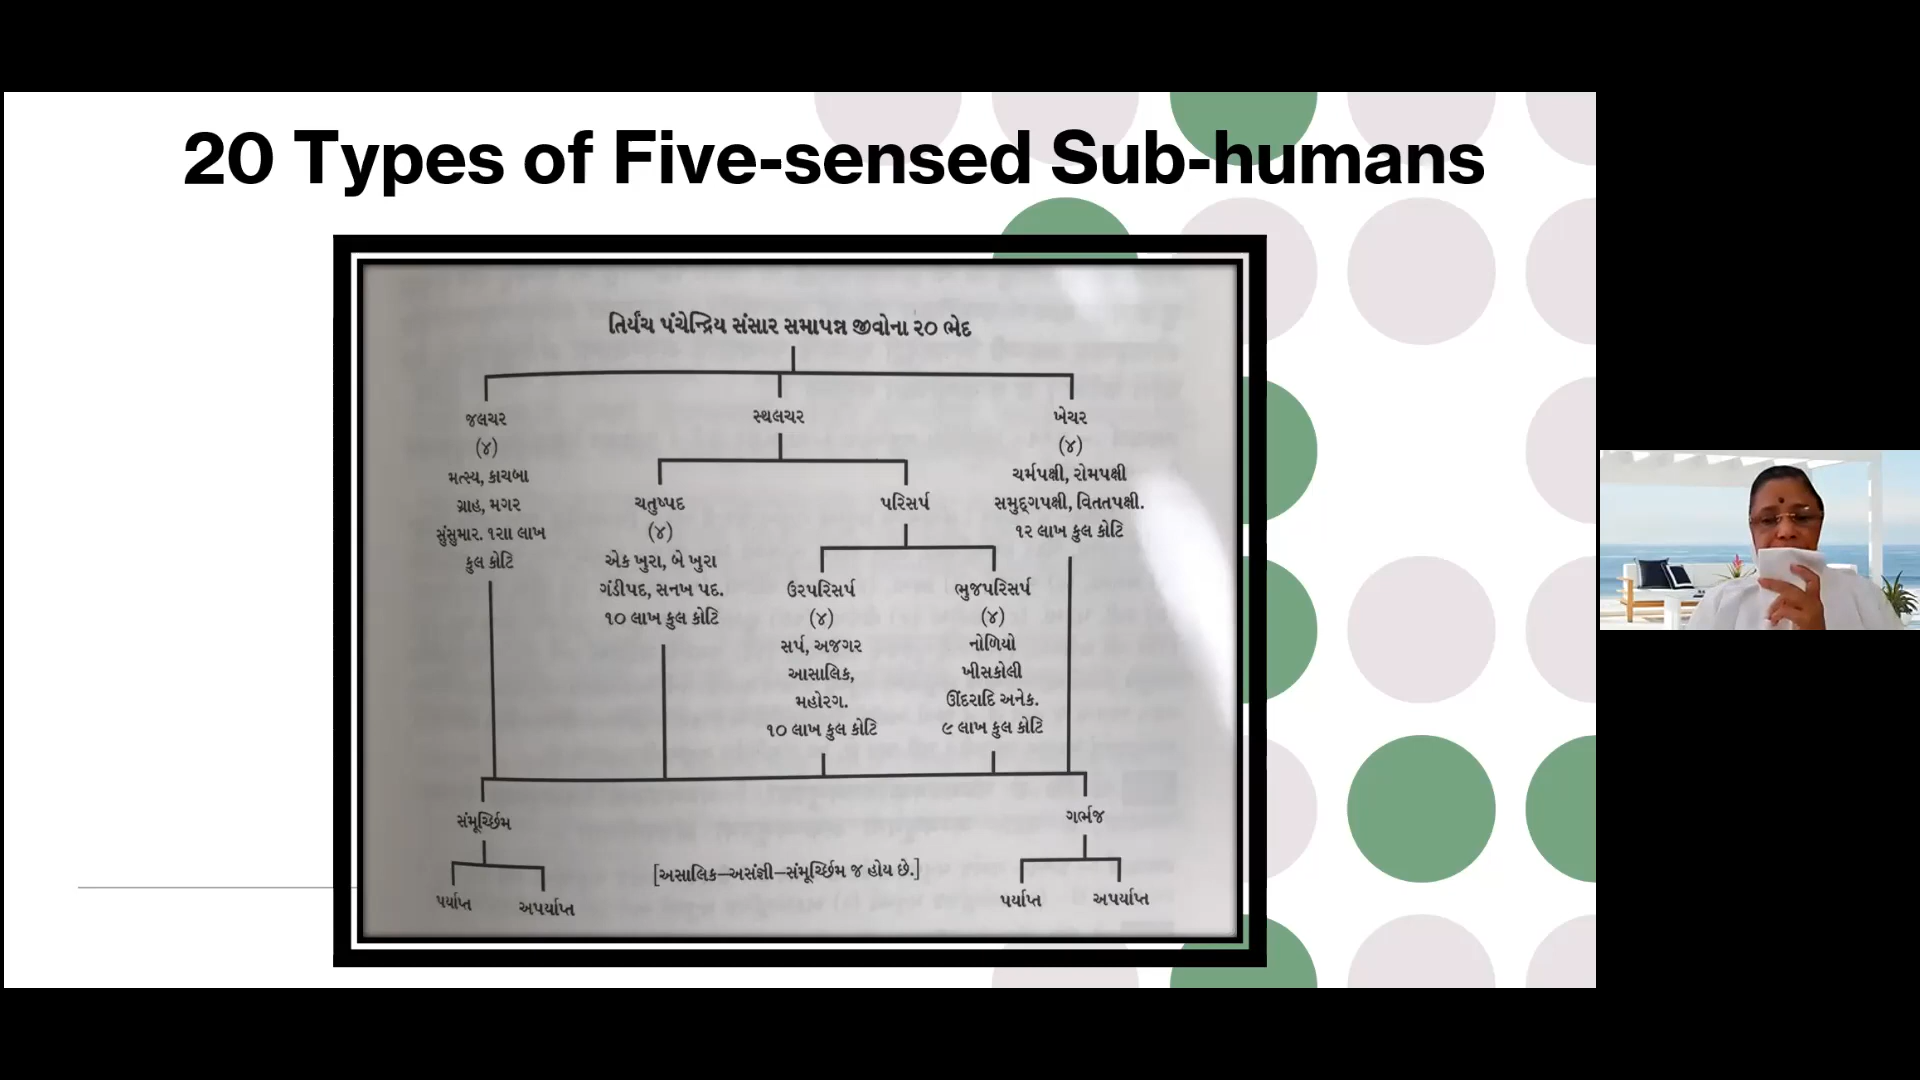 20 Types of Five-sensed Sub-humans
તિર્યંચ પંચેન્દ્રિય સંસાર સમાપન્ન જીવોના ૨૦ ભેદ
જલચર
(૪)
મત્સ્ય, કાચબા
ગ્રાહ, મગર
સુંસુમાર. ૧૨ાા લાખ
કુલ કોટિ
સ્થલચર
ચતુષ્પદ
(૪)
એક ખુરા, બે ખુરા
ગંડીપદ, સનખ પદ.
૧૦ લાખ કુલ કોટિ
પરિસર્પ
ઉરપરિસર્પ
(૪)
સર્પ, અજગર
આસાલિક,
મહોરગ.
૧૦ લાખ કુલ કોટિ
ભુજપરિસર્પ
(૪)
નોળિયો
ખીસકોલી
ઊંદરાદિ અનેક.
૯ લાખ કુલ કોટિ
ખેચર
(૪)
ચર્મપક્ષી, રોમપક્ષી
સમુદ્ગપક્ષી, વિતતપક્ષી.
૧૨ લાખ કુલ કોટિ
સંમૂર્ચ્છિમ
પર્યાપ્ત
અપર્યાપ્ત
[અસાલિક–અસંજ્ઞી–સંમૂર્ચ્છિમ જ હોય છે.]
ગર્ભજ
પર્યાપ્ત
અપર્યાપ્ત